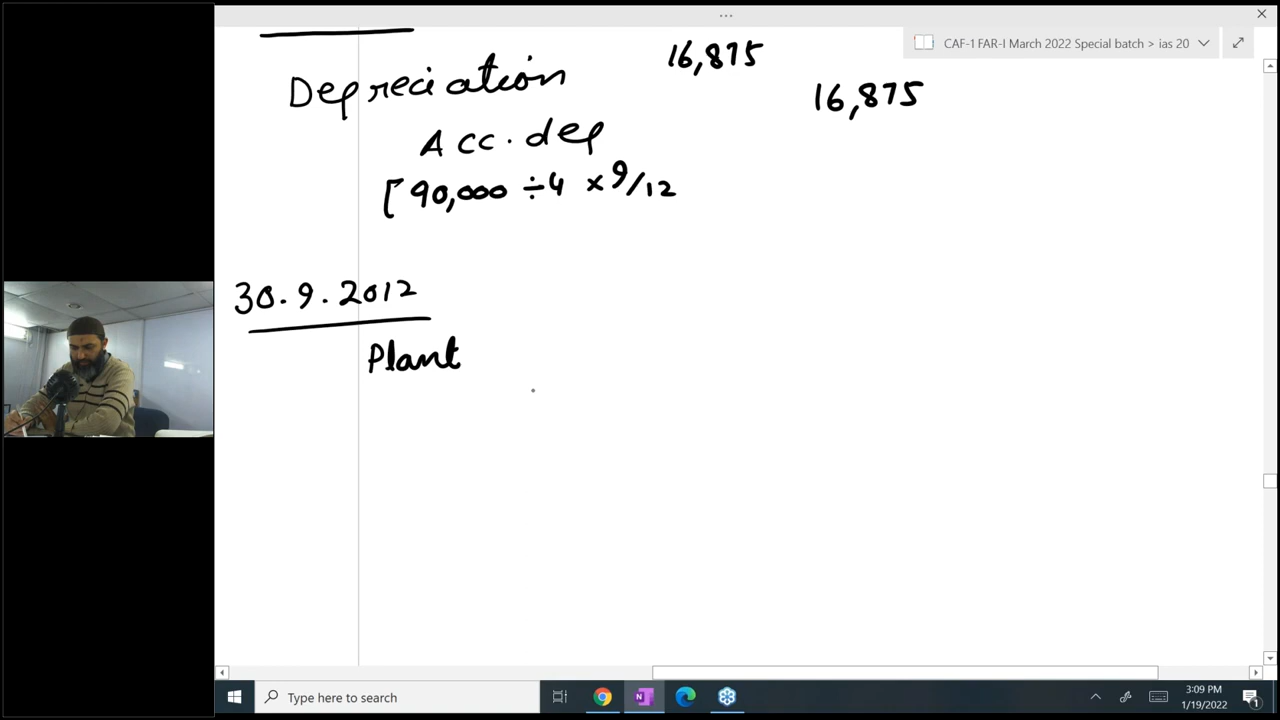 ...
CAF-1 FAR-I March 2022 Special batch > ias 20
Depreciation 16,875
Acc. dep 16,875
[90,000 ÷ 4 × 9/12
30.9.2012
Plant
Type here to search
3:09 PM
1/19/2022
1